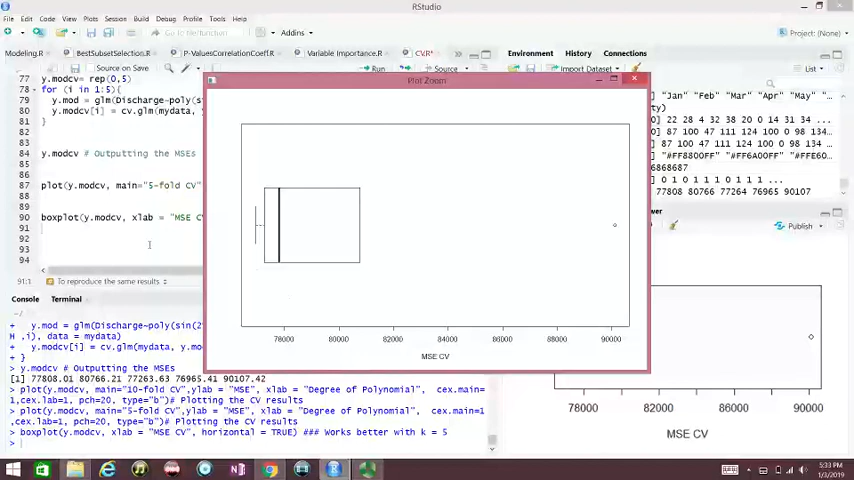 RStudio
File Edit Code View Plots Session Build Debug Profile Tools Help
Addins
Project: (None)
Modeling.R BestSubsetSelection.R P-ValuesCorrelationCoeff.R Variable Importance.R CV.R* Environment History Connections
Source on Save Run Source Import Dataset List
77 y.modcv = rep(0,5)
78 for (i in 1:5){
79 y.mod = glm(Discharge~poly(
80 y.modcv[i] = cv.glm(mydata,
81 }
82
83
84 y.modcv # Outputting the MSEs
85
86
87 plot(y.modcv, main="5-fold CV"
88
89
90 boxplot(y.modcv, xlab = "MSE C
91
92
93
94
91:1 To reproduce the same results.
Plot Zoom
78000 80000 82000 84000 86000 88000 90000
MSE CV
] "Jan" "Feb" "Mar" "Apr" "May" ...
ty)
] 22 28 4 32 38 20 0 14 31 34 ...
] 87 100 47 111 124 100 0 98 134...
] 87 100 47 111 124 100 0 98 134...
] "#FF8800FF" "#FF6A00FF" "#FFE60...
6868687
] 0 1 0 1 0 1 1 1 ...
77808 80766 77264 76965 90107
wer
Publish
78000 82000 86000 90000
MSE CV
Console Terminal
~/
+ y.mod = glm(Discharge~poly(sin(2
H ,i), data = mydata)
+ y.modcv[i] = cv.glm(mydata, y.mo
+ }
> y.modcv # Outputting the MSEs
[1] 77808.01 80766.21 77263.63 76965.41 90107.42
> plot(y.modcv, main="10-fold CV",ylab = "MSE", xlab = "Degree of Polynomial", cex.main=
1,cex.lab=1, pch=20, type="b")# Plotting the CV results
> plot(y.modcv, main="5-fold CV",ylab = "MSE", xlab = "Degree of Polynomial", cex.main=1
,cex.lab=1, pch=20, type="b")# Plotting the CV results
> boxplot(y.modcv, xlab = "MSE CV", horizontal = TRUE) ### Works better with k = 5
>
5:33 PM
1/3/2019